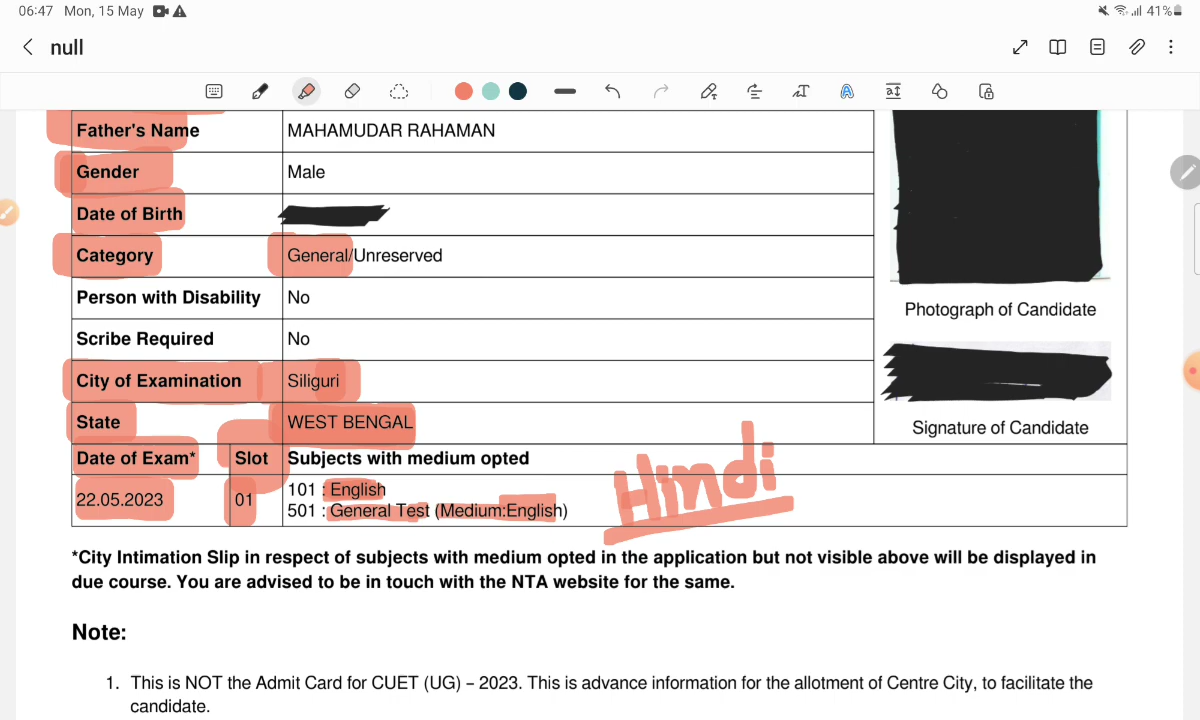 06:47 Mon, 15 May 41%
null
Father's Name MAHAMUDAR RAHAMAN
Gender Male
Date of Birth
Category General/Unreserved
Person with Disability No
Photograph of Candidate
Scribe Required No
City of Examination Siliguri
State WEST BENGAL
Signature of Candidate
Date of Exam* Slot Subjects with medium opted
22.05.2023 01 101 : English
501 : General Test (Medium:English)
Hindi
*City Intimation Slip in respect of subjects with medium opted in the application but not visible above will be displayed in
due course. You are advised to be in touch with the NTA website for the same.
Note:
1. This is NOT the Admit Card for CUET (UG) – 2023. This is advance information for the allotment of Centre City, to facilitate the
candidate.